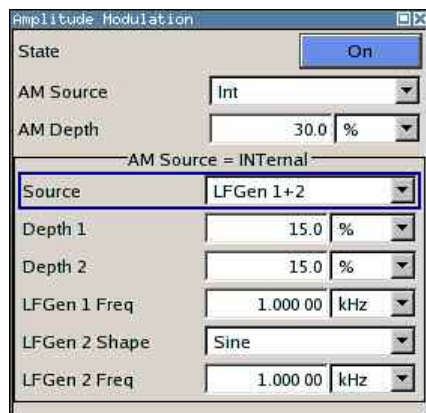 Amplitude Modulation
State On
AM Source Int
AM Depth 30.0 %
AM Source = INTernal
Source LFGen 1+2
Depth 1 15.0 %
Depth 2 15.0 %
LFGen 1 Freq 1.000 00 kHz
LFGen 2 Shape Sine
LFGen 2 Freq 1.000 00 kHz